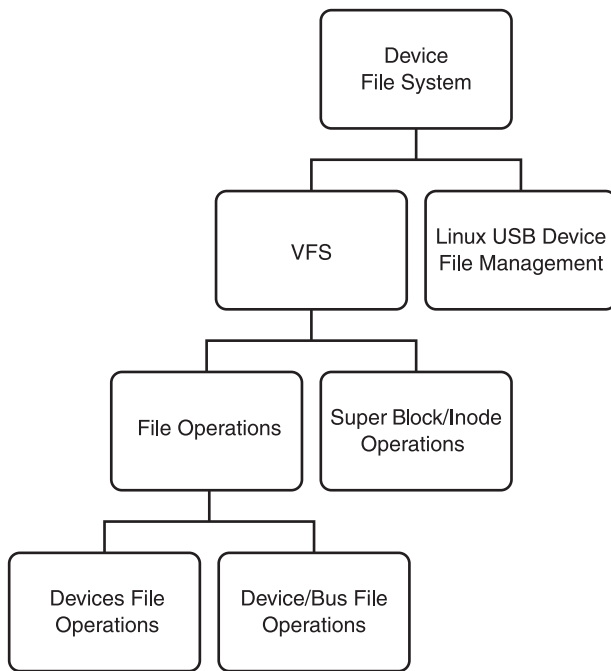 Device
File System
VFS
Linux USB Device
File Management
File Operations
Super Block/Inode
Operations
Devices File
Operations
Device/Bus File
Operations